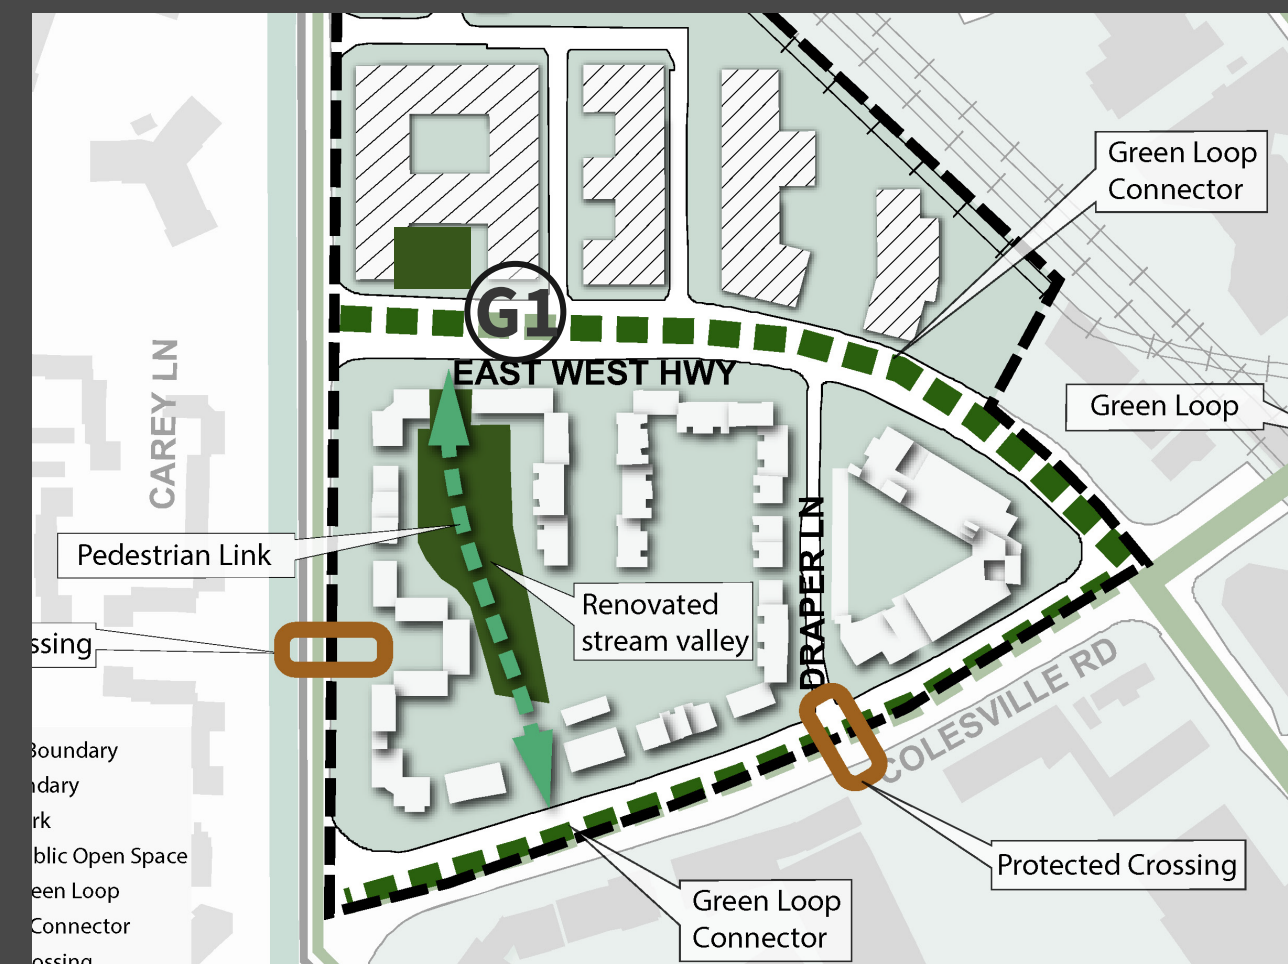 Green Loop
Connector
G1
EAST WEST HWY
CAREY LN
Green Loop
Pedestrian Link
DRAPER LN
Renovated
stream valley
ssing
COLESVILLE RD
Boundary
ndary
rk
blic Open Space
een Loop
Connector
ossing
Protected Crossing
Green Loop
Connector